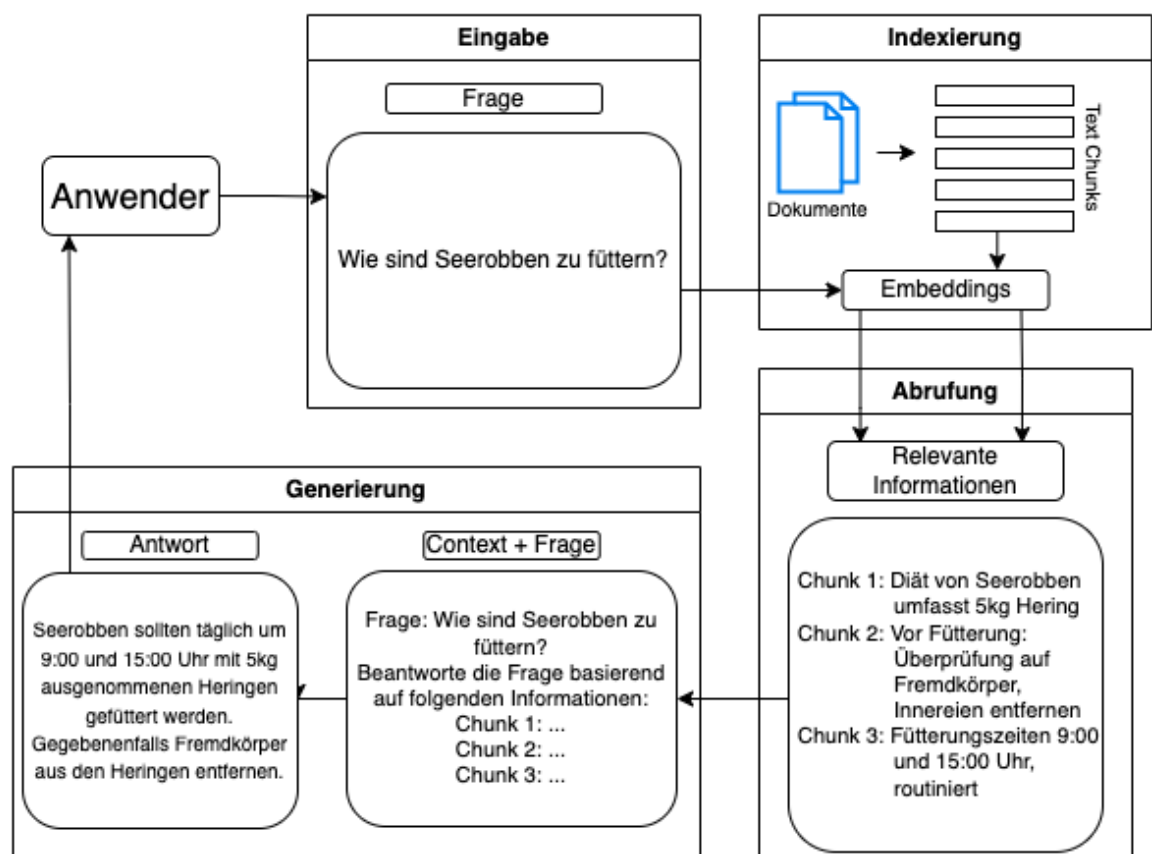 Eingabe
Frage
Wie sind Seerobben zu füttern?
Anwender
Indexierung
Dokumente
Text Chunks
Embeddings
Abrufung
Relevante
Informationen
Chunk 1: Diät von Seerobben
umfasst 5kg Hering
Chunk 2: Vor Fütterung:
Überprüfung auf
Fremdkörper,
Innereien entfernen
Chunk 3: Fütterungszeiten 9:00
und 15:00 Uhr,
routiniert
Generierung
Context + Frage
Frage: Wie sind Seerobben zu
füttern?
Beantworte die Frage basierend
auf folgenden Informationen:
Chunk 1: ...
Chunk 2: ...
Chunk 3: ...
Antwort
Seerobben sollten täglich um
9:00 und 15:00 Uhr mit 5kg
ausgenommenen Heringen
gefüttert werden.
Gegebenenfalls Fremdkörper
aus den Heringen entfernen.